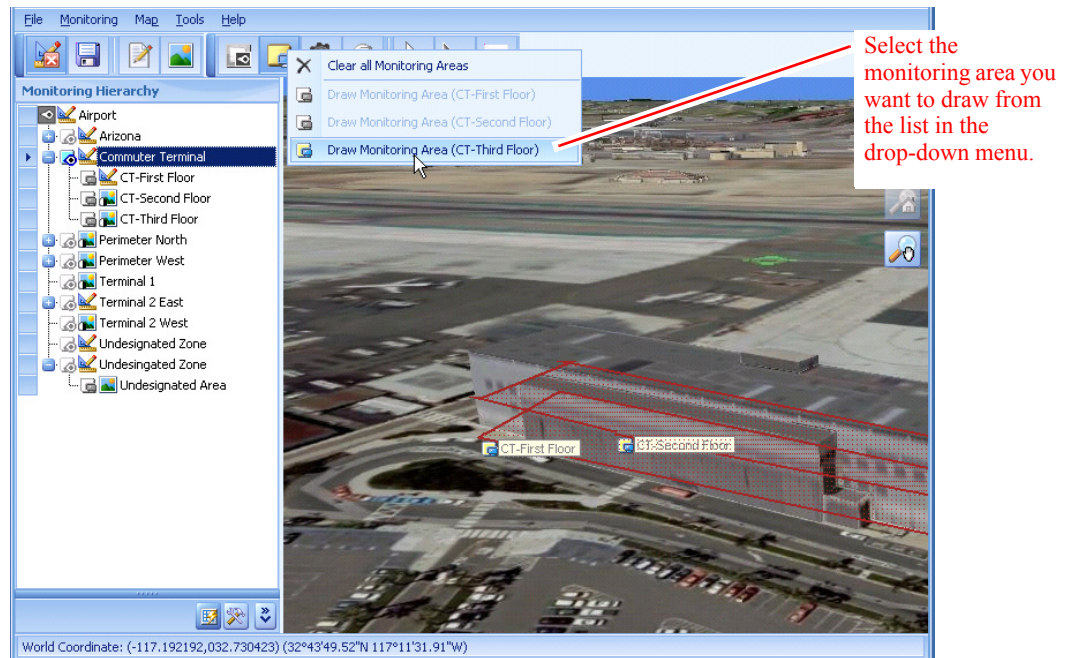 File Monitoring Map Tools Help
Select the
monitoring area you
want to draw from
the list in the
drop-down menu.
Clear all Monitoring Areas
Draw Monitoring Area (CT-First Floor)
Draw Monitoring Area (CT-Second Floor)
Draw Monitoring Area (CT-Third Floor)
Monitoring Hierarchy
Airport
Arizona
Commuter Terminal
CT-First Floor
CT-Second Floor
CT-Third Floor
Perimeter North
Perimeter West
Terminal 1
Terminal 2 East
Terminal 2 West
Undesignated Zone
Undesingated Zone
Undesignated Area
CT-First Floor
CT-Second Floor
World Coordinate: (-117.192192,032.730423) (32°43'49.52"N 117°11'31.91"W)